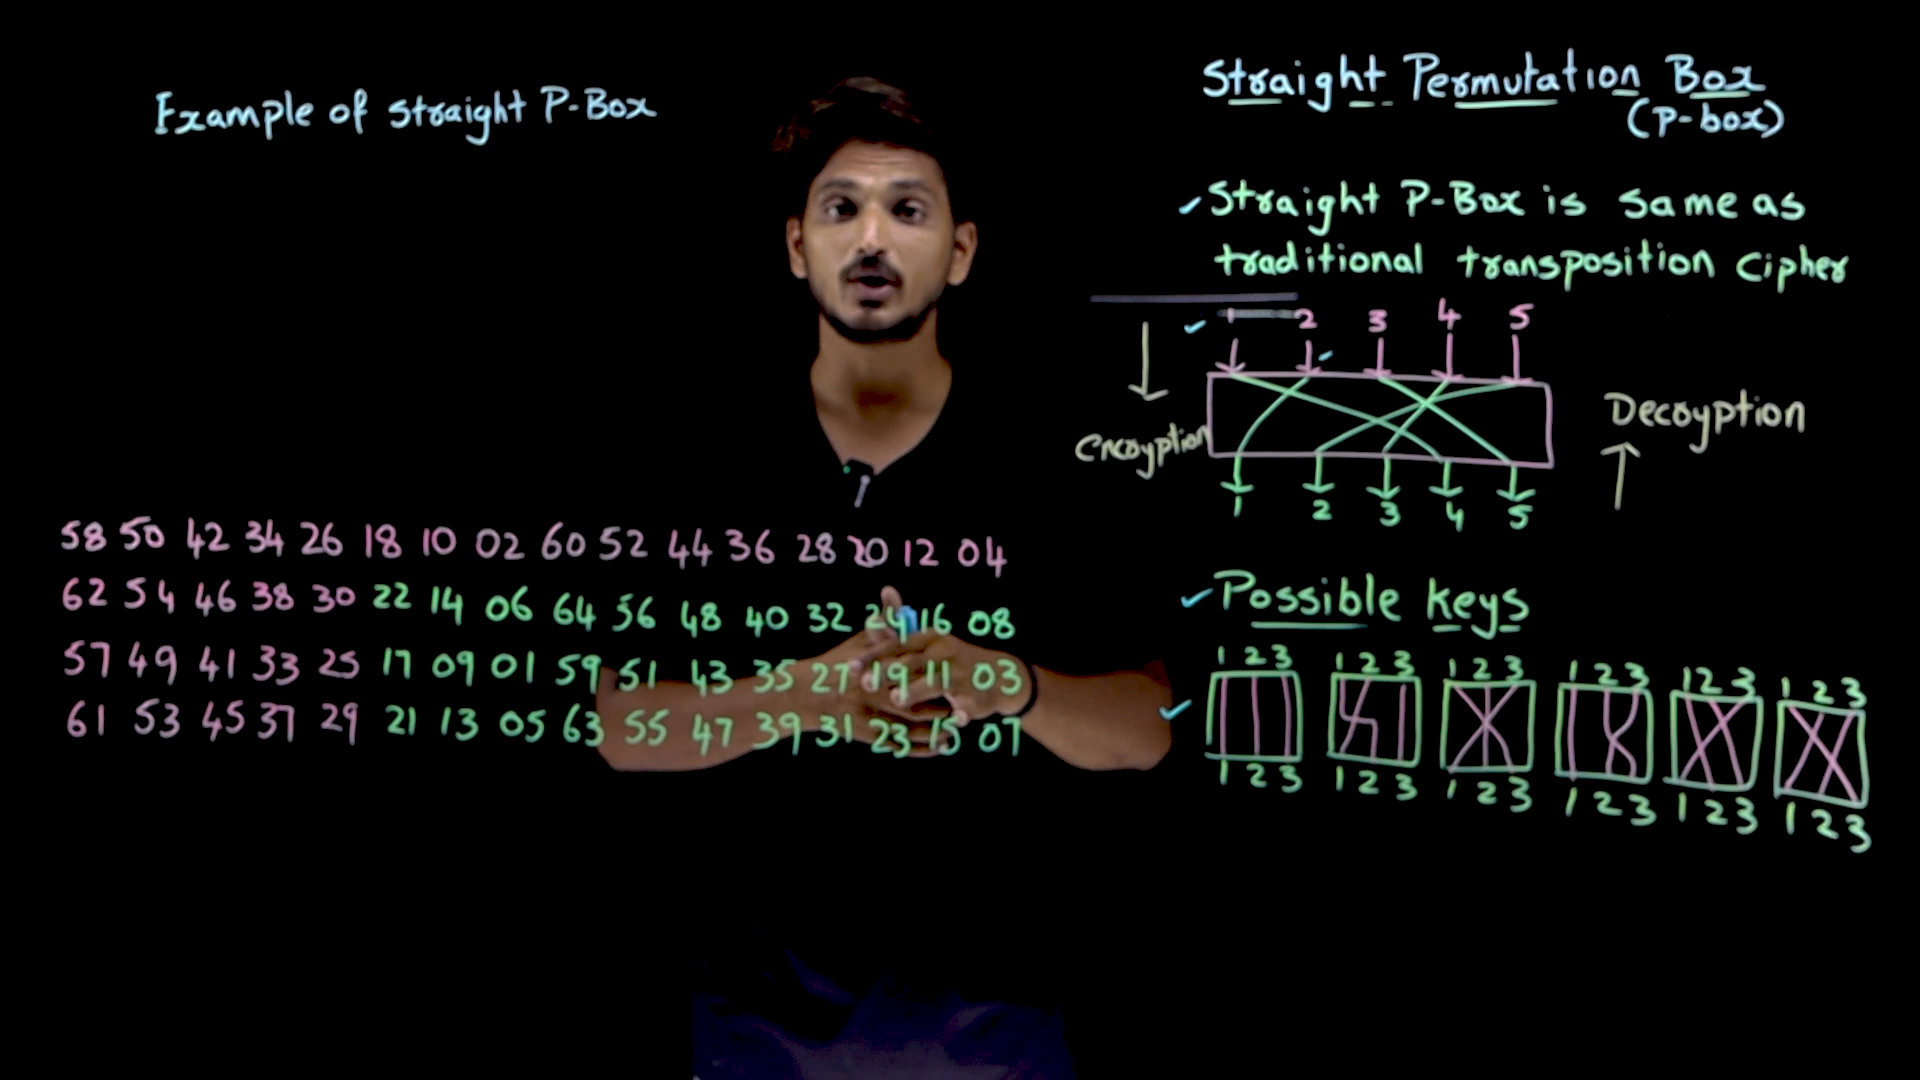 Example of straight P-Box
58 50 42 34 26 18 10 02 60 52 44 36 28 20 12 04
62 54 46 38 30 22 14 06 64 56 48 40 32 24 16 08
57 49 41 33 25 17 09 01 59 51 43 35 27 19 11 03
61 53 45 37 29 21 13 05 63 55 47 39 31 23 15 07
Straight Permutation Box
(P-box)
Straight P-Box is same as
traditional transposition cipher
1 2 3 4 5
Encryption
Decryption
1 2 3 4 5
Possible keys
1 2 3 1 2 3 1 2 3 1 2 3 1 2 3 1 2 3
1 2 3 1 2 3 1 2 3 1 2 3 1 2 3 1 2 3